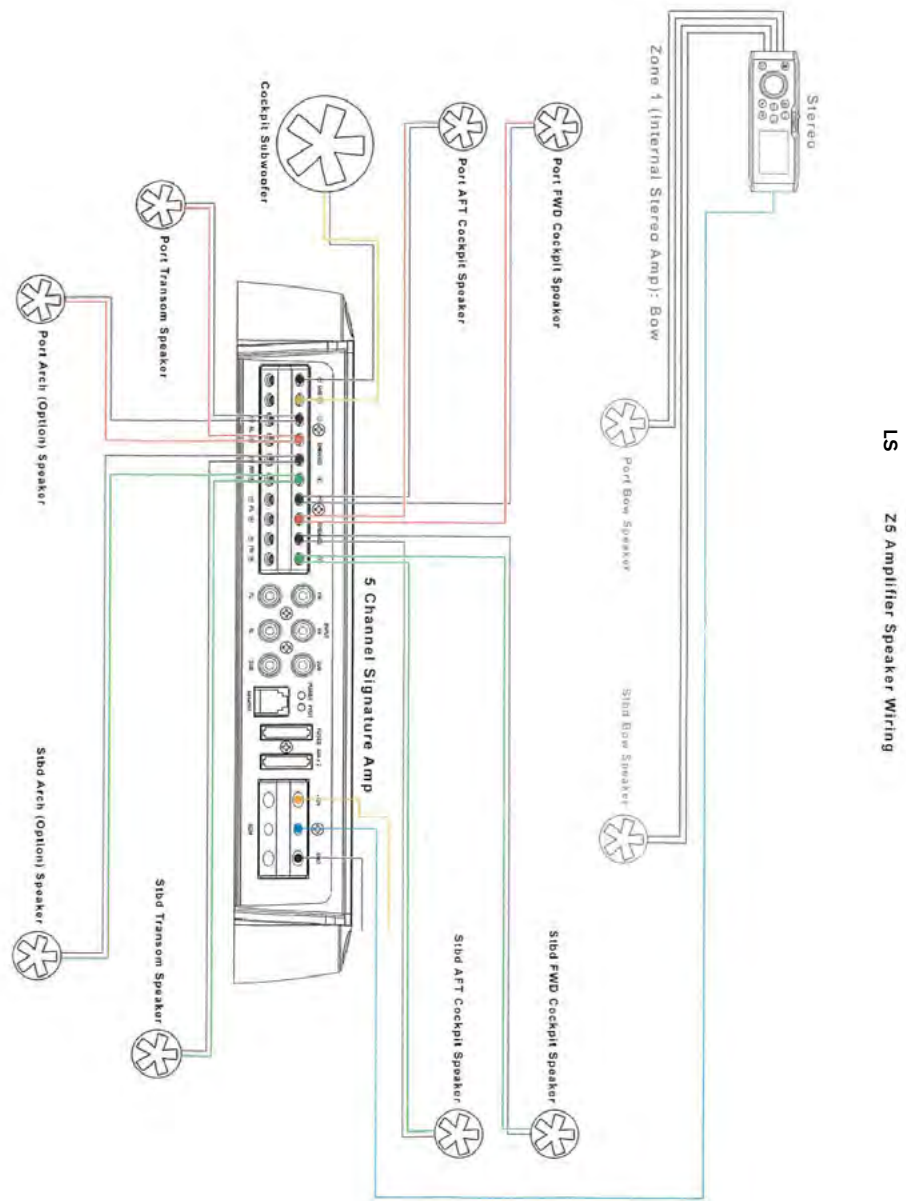 LS
Z5 Amplifier Speaker Wiring
Stereo
Zone 1 (Internal Stereo Amp): Bow
Port Bow Speaker
Stbd Bow Speaker
Port FWD Cockpit Speaker
Stbd FWD Cockpit Speaker
Port AFT Cockpit Speaker
Stbd AFT Cockpit Speaker
Cockpit Subwoofer
5 Channel Signature Amp
Port Transom Speaker
Stbd Transom Speaker
Port Arch (Option) Speaker
Stbd Arch (Option) Speaker
INPUT